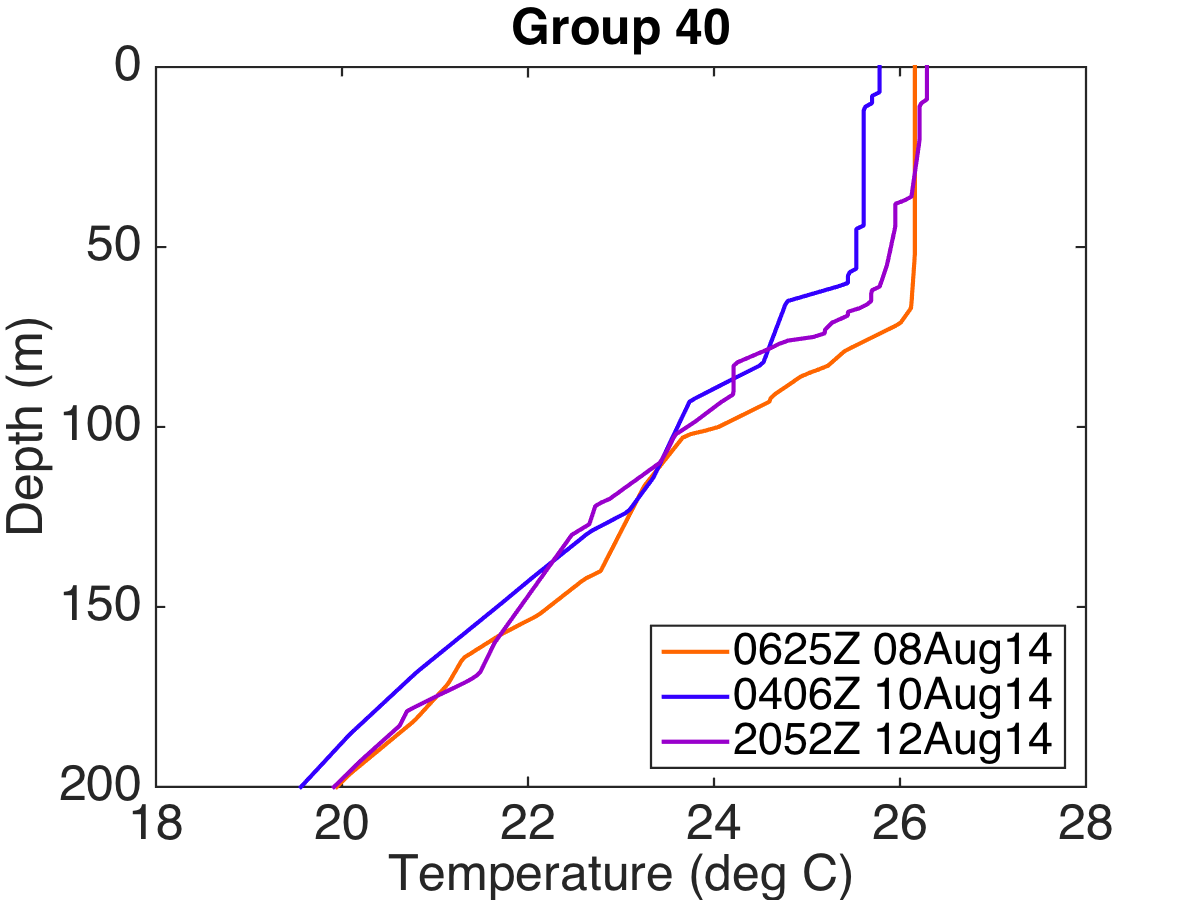 Group 40
0
50
100
150
200
Depth (m)
18 20 22 24 26 28
Temperature (deg C)
0625Z 08Aug14
0406Z 10Aug14
2052Z 12Aug14